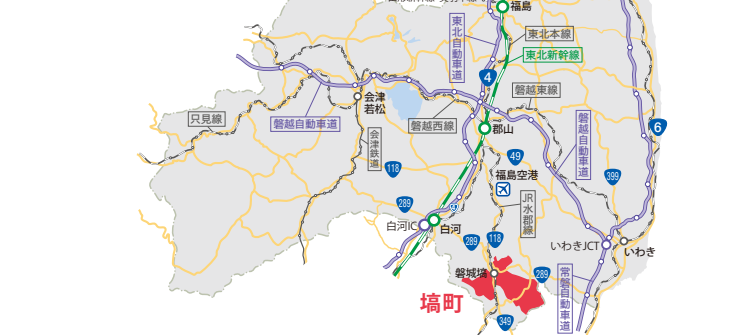 福島
東北自動車道
東北本線
東北新幹線
4
会津
若松
磐越東線
只見線
磐越自動車道
磐越西線
郡山
磐越自動車道
6
会津鉄道
118
49
福島空港
399
289
JR水郡線
白河IC
4
白河
289
118
いわきJCT
いわき
磐城塙
289
常磐自動車道
塙町
349